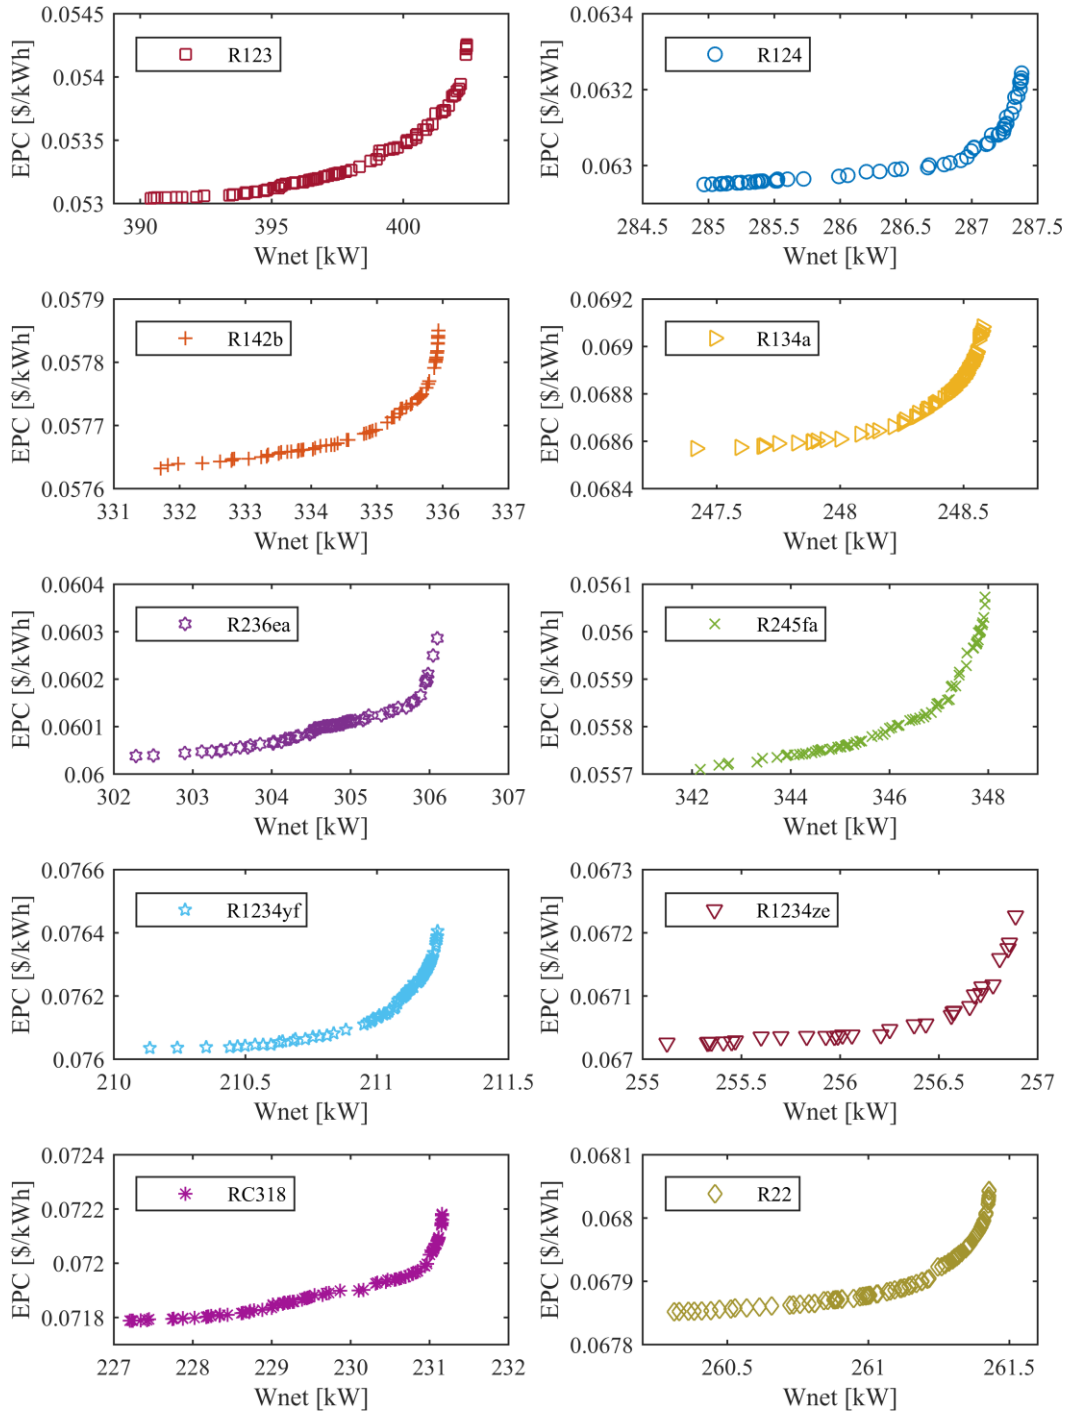 EPC [$/kWh]
0.0545
0.054
0.0535
0.053
R123
390 395 400
Wnet [kW]
EPC [$/kWh]
0.0634
0.0632
0.063
R124
284.5 285 285.5 286 286.5 287 287.5
Wnet [kW]
EPC [$/kWh]
0.0579
0.0578
0.0577
0.0576
R142b
331 332 333 334 335 336 337
Wnet [kW]
EPC [$/kWh]
0.0692
0.069
0.0688
0.0686
0.0684
R134a
247.5 248 248.5
Wnet [kW]
EPC [$/kWh]
0.0604
0.0603
0.0602
0.0601
0.06
R236ea
302 303 304 305 306 307
Wnet [kW]
EPC [$/kWh]
0.0561
0.056
0.0559
0.0558
0.0557
R245fa
342 344 346 348
Wnet [kW]
EPC [$/kWh]
0.0766
0.0764
0.0762
0.076
R1234yf
210 210.5 211 211.5
Wnet [kW]
EPC [$/kWh]
0.0673
0.0672
0.0671
0.067
R1234ze
255 255.5 256 256.5 257
Wnet [kW]
EPC [$/kWh]
0.0724
0.0722
0.072
0.0718
RC318
227 228 229 230 231 232
Wnet [kW]
EPC [$/kWh]
0.0681
0.068
0.0679
0.0678
R22
260.5 261 261.5
Wnet [kW]